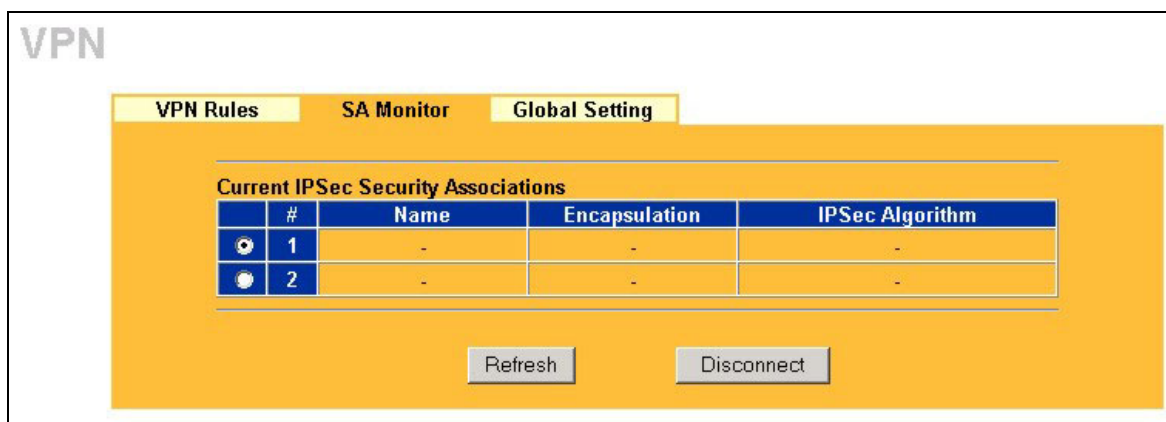 VPN
VPN Rules SA Monitor Global Setting
Current IPSec Security Associations
# Name Encapsulation IPSec Algorithm
1 - - -
2 - - -
Refresh Disconnect